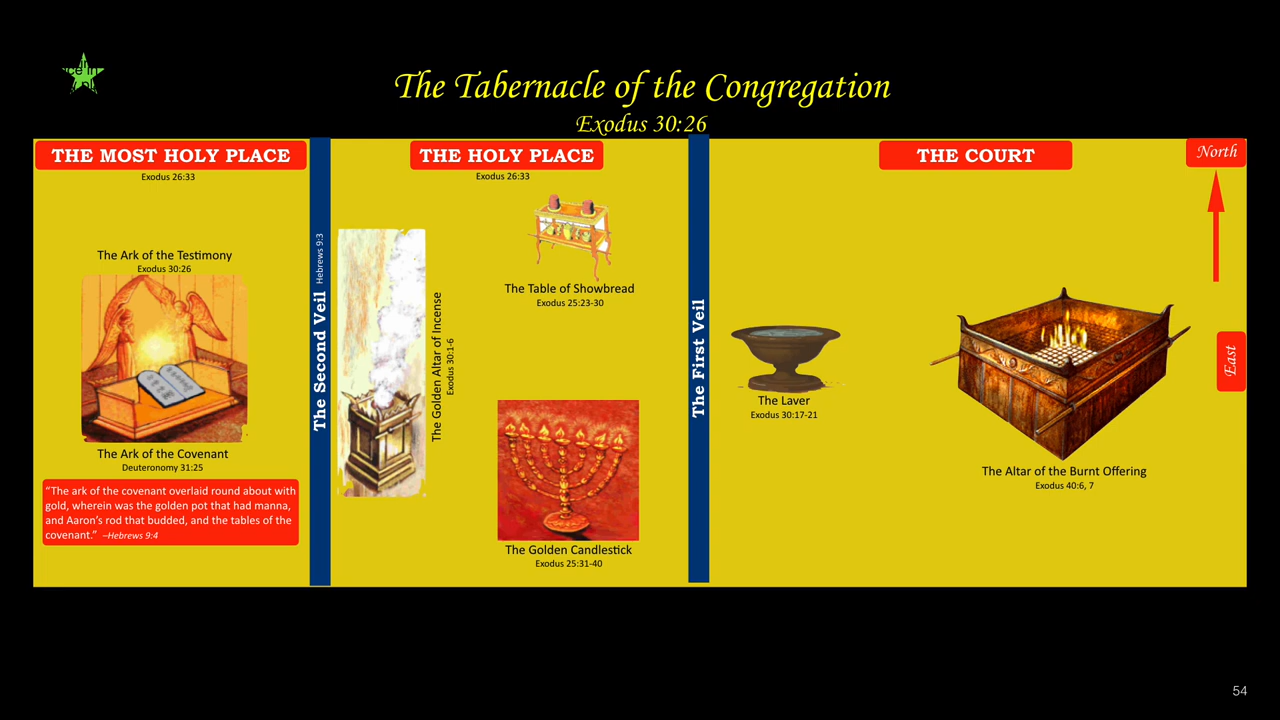 The Tabernacle of the Congregation
Exodus 30:26
THE MOST HOLY PLACE
Exodus 26:33
The Ark of the Testimony
Exodus 30:26
The Ark of the Covenant
Deuteronomy 31:25
“The ark of the covenant overlaid round about with
gold, wherein was the golden pot that had manna,
and Aaron’s rod that budded, and the tables of the
covenant.” –Hebrews 9:4
The Second Veil Hebrews 9:3
THE HOLY PLACE
Exodus 26:33
The Golden Altar of Incense
Exodus 30:1-6
The Table of Showbread
Exodus 25:23-30
The Golden Candlestick
Exodus 25:31-40
The First Veil
THE COURT
The Laver
Exodus 30:17-21
The Altar of the Burnt Offering
Exodus 40:6, 7
North
East
54